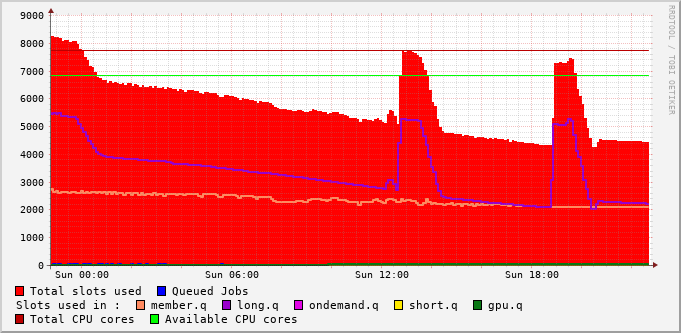 9000
8000
7000
6000
5000
4000
3000
2000
1000
0
Sun 00:00 Sun 06:00 Sun 12:00 Sun 18:00
RRDTOOL / TOBI OETIKER
Total slots used Queued Jobs
Slots used in : member.q long.q ondemand.q short.q gpu.q
Total CPU cores Available CPU cores